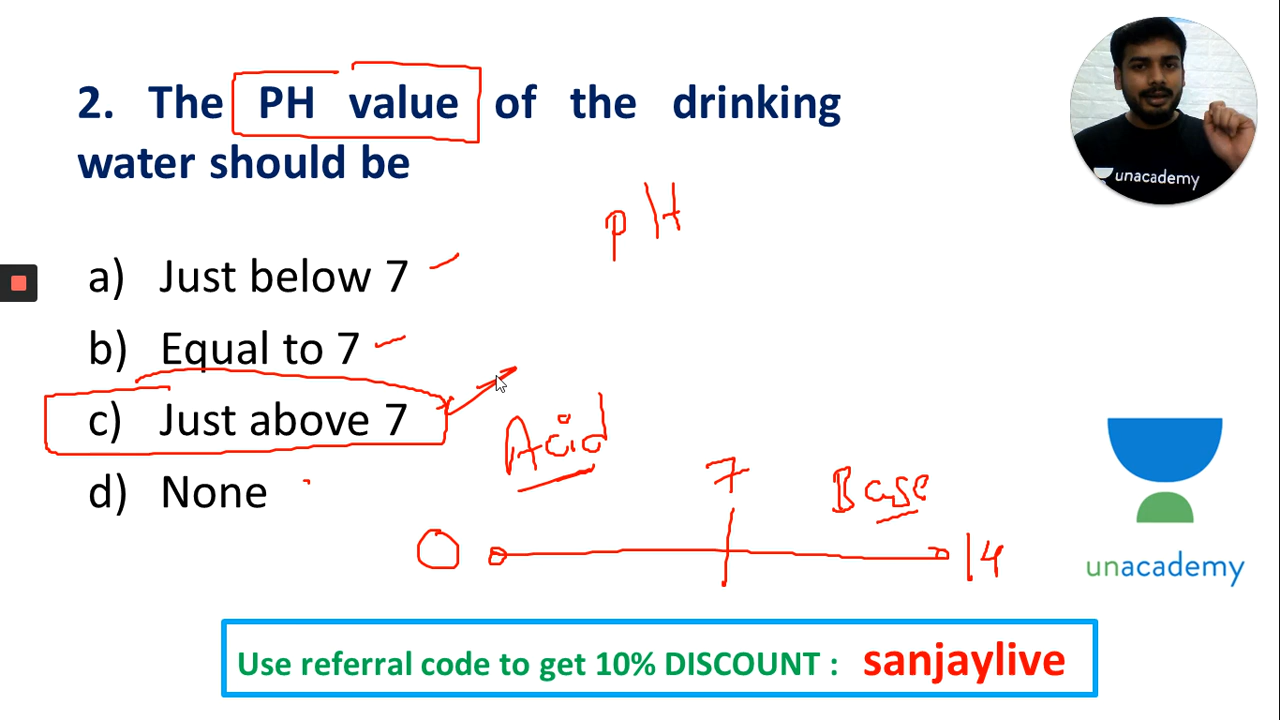 2. The PH value of the drinking
water should be
pH
a) Just below 7
b) Equal to 7
c) Just above 7
d) None
Acid
7
Base
0
14
unacademy
unacademy
Use referral code to get 10% DISCOUNT : sanjaylive